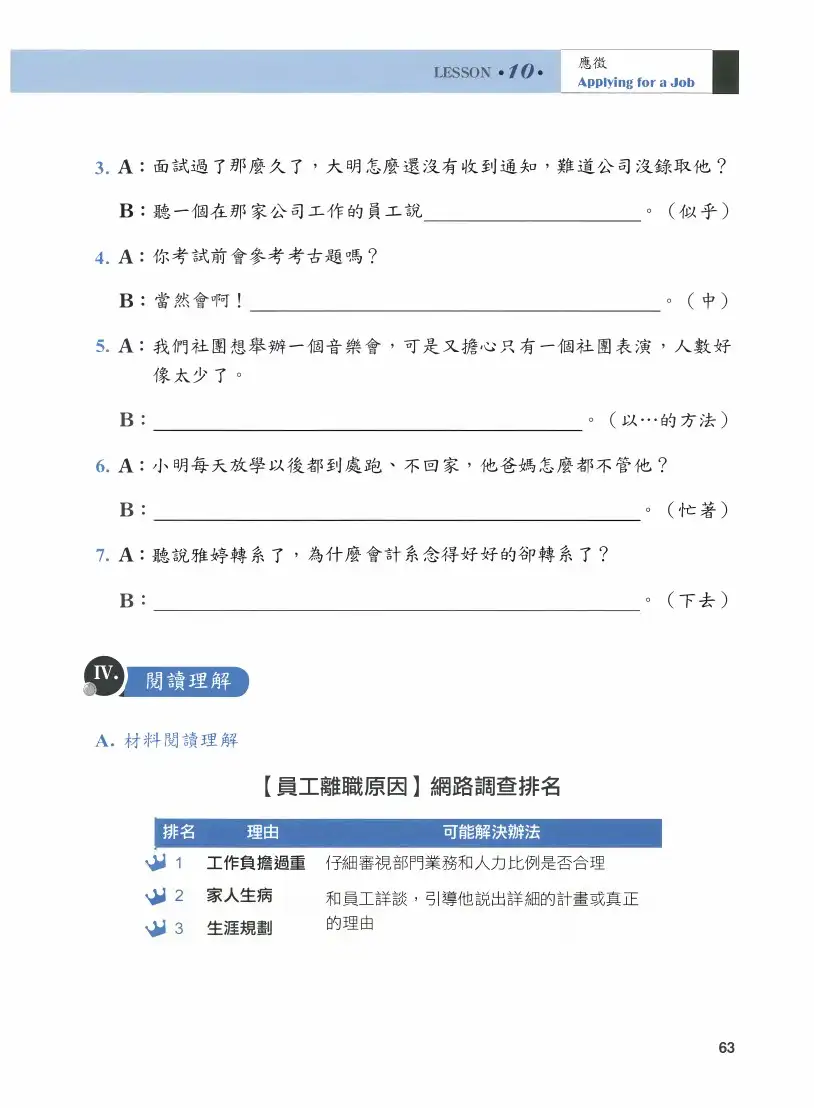 LESSON •10•
應徵
Applying for a Job
3. A：面試過了那麼久了，大明怎麼還沒有收到通知，難道公司沒錄取他？
B：聽一個在那家公司工作的員工說____________________。（似乎）
4. A：你考試前會參考考古題嗎？
B：當然會啊！____________________。（中）
5. A：我們社團想舉辦一個音樂會，可是又擔心只有一個社團表演，人數好
像太少了。
B：____________________。（以…的方法）
6. A：小明每天放學以後都到處跑、不回家，他爸媽怎麼都不管他？
B：____________________。（忙著）
7. A：聽說雅婷轉系了，為什麼會計系念得好好的卻轉系了？
B：____________________。（下去）
IV. 閱讀理解
A. 材料閱讀理解
【員工離職原因】網路調查排名
排名 理由 可能解決辦法
1 工作負擔過重 仔細審視部門業務和人力比例是否合理
2 家人生病 和員工詳談，引導他説出詳細的計畫或真正
3 生涯規劃 的理由
63